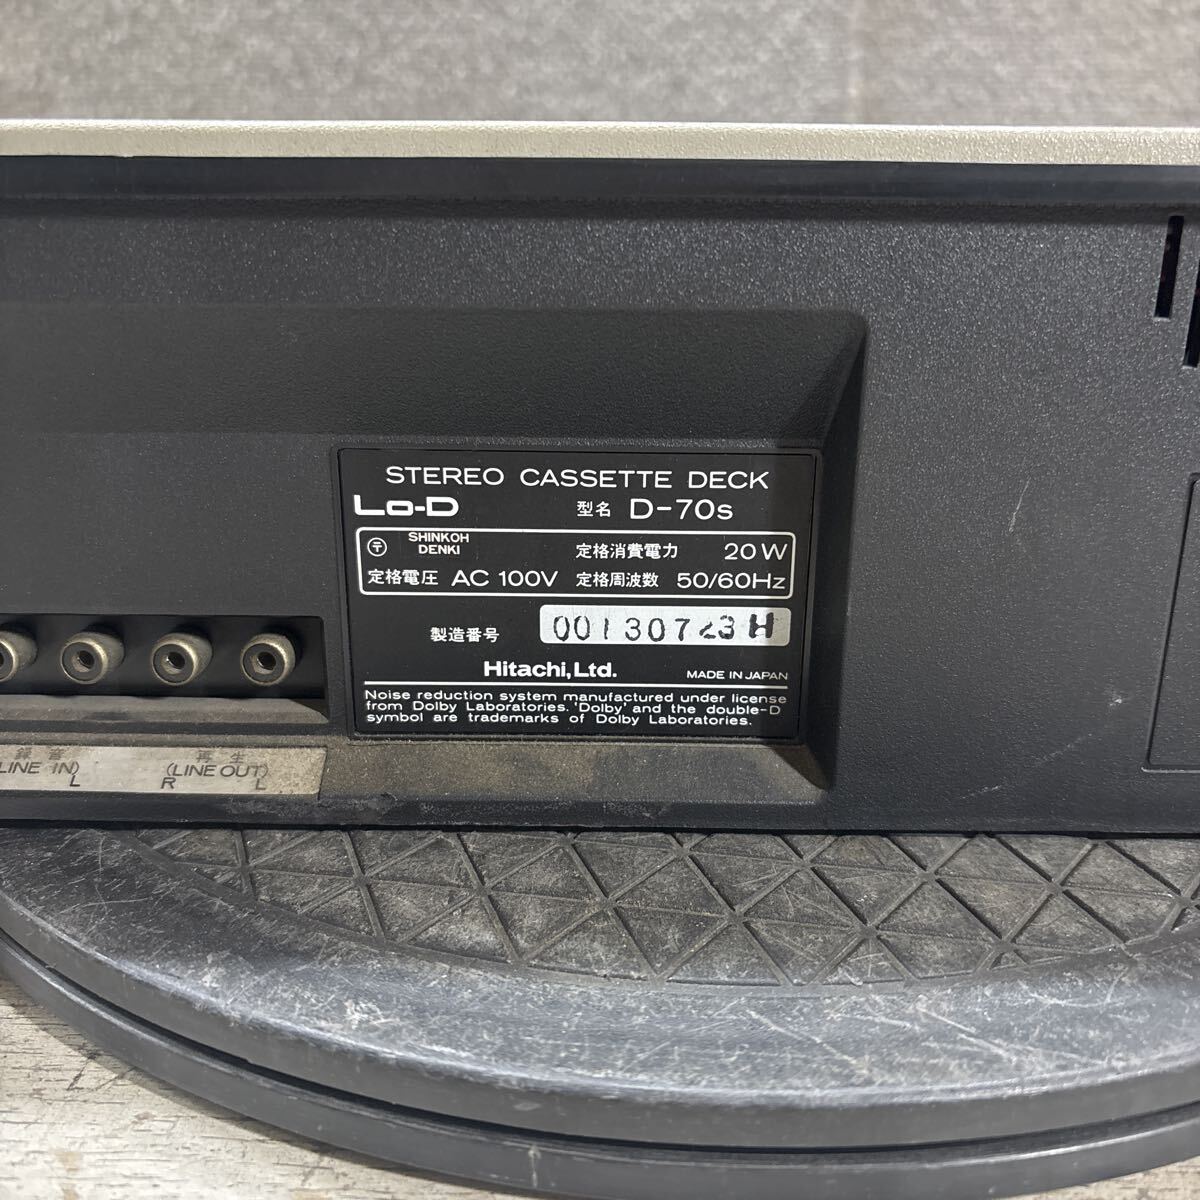 STEREO CASSETTE DECK
Lo-D 型名 D-70s
〒 SHINKOH DENKI 定格消費電力 20W
定格電圧 AC 100V 定格周波数 50/60Hz
製造番号 00130723H
Hitachi, Ltd. MADE IN JAPAN
Noise reduction system manufactured under license
from Dolby Laboratories. 'Dolby' and the double-D
symbol are trademarks of Dolby Laboratories.
録音 再生
LINE IN) (LINE OUT)
L R L